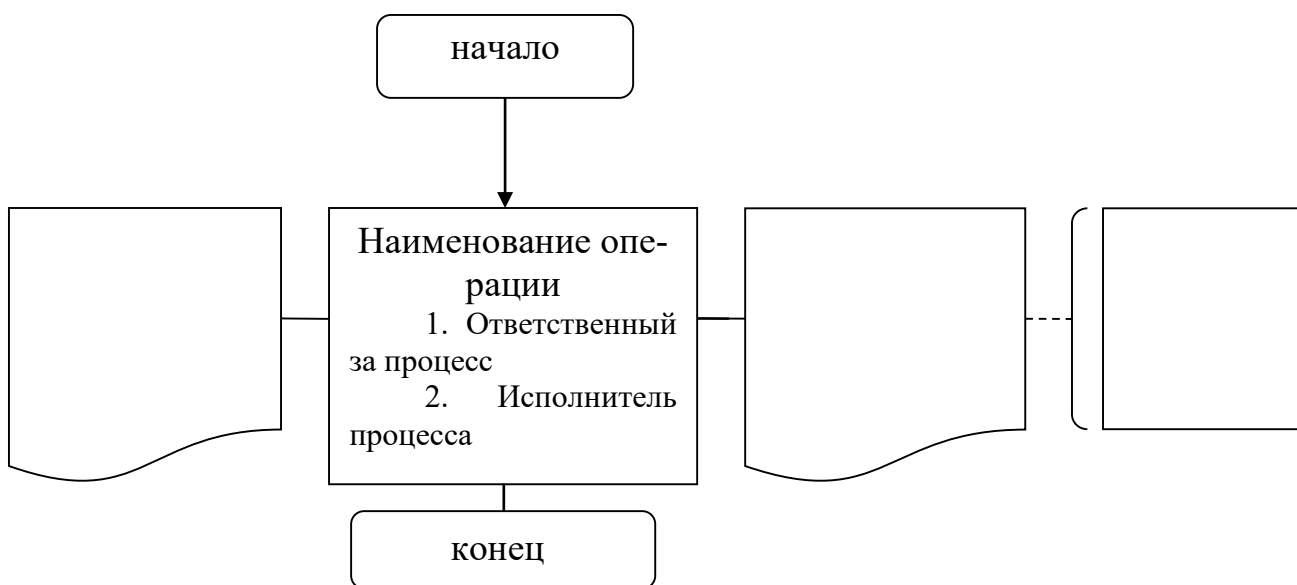 начало
Наименование опе-
рации
1. Ответственный
за процесс
2. Исполнитель
процесса
конец